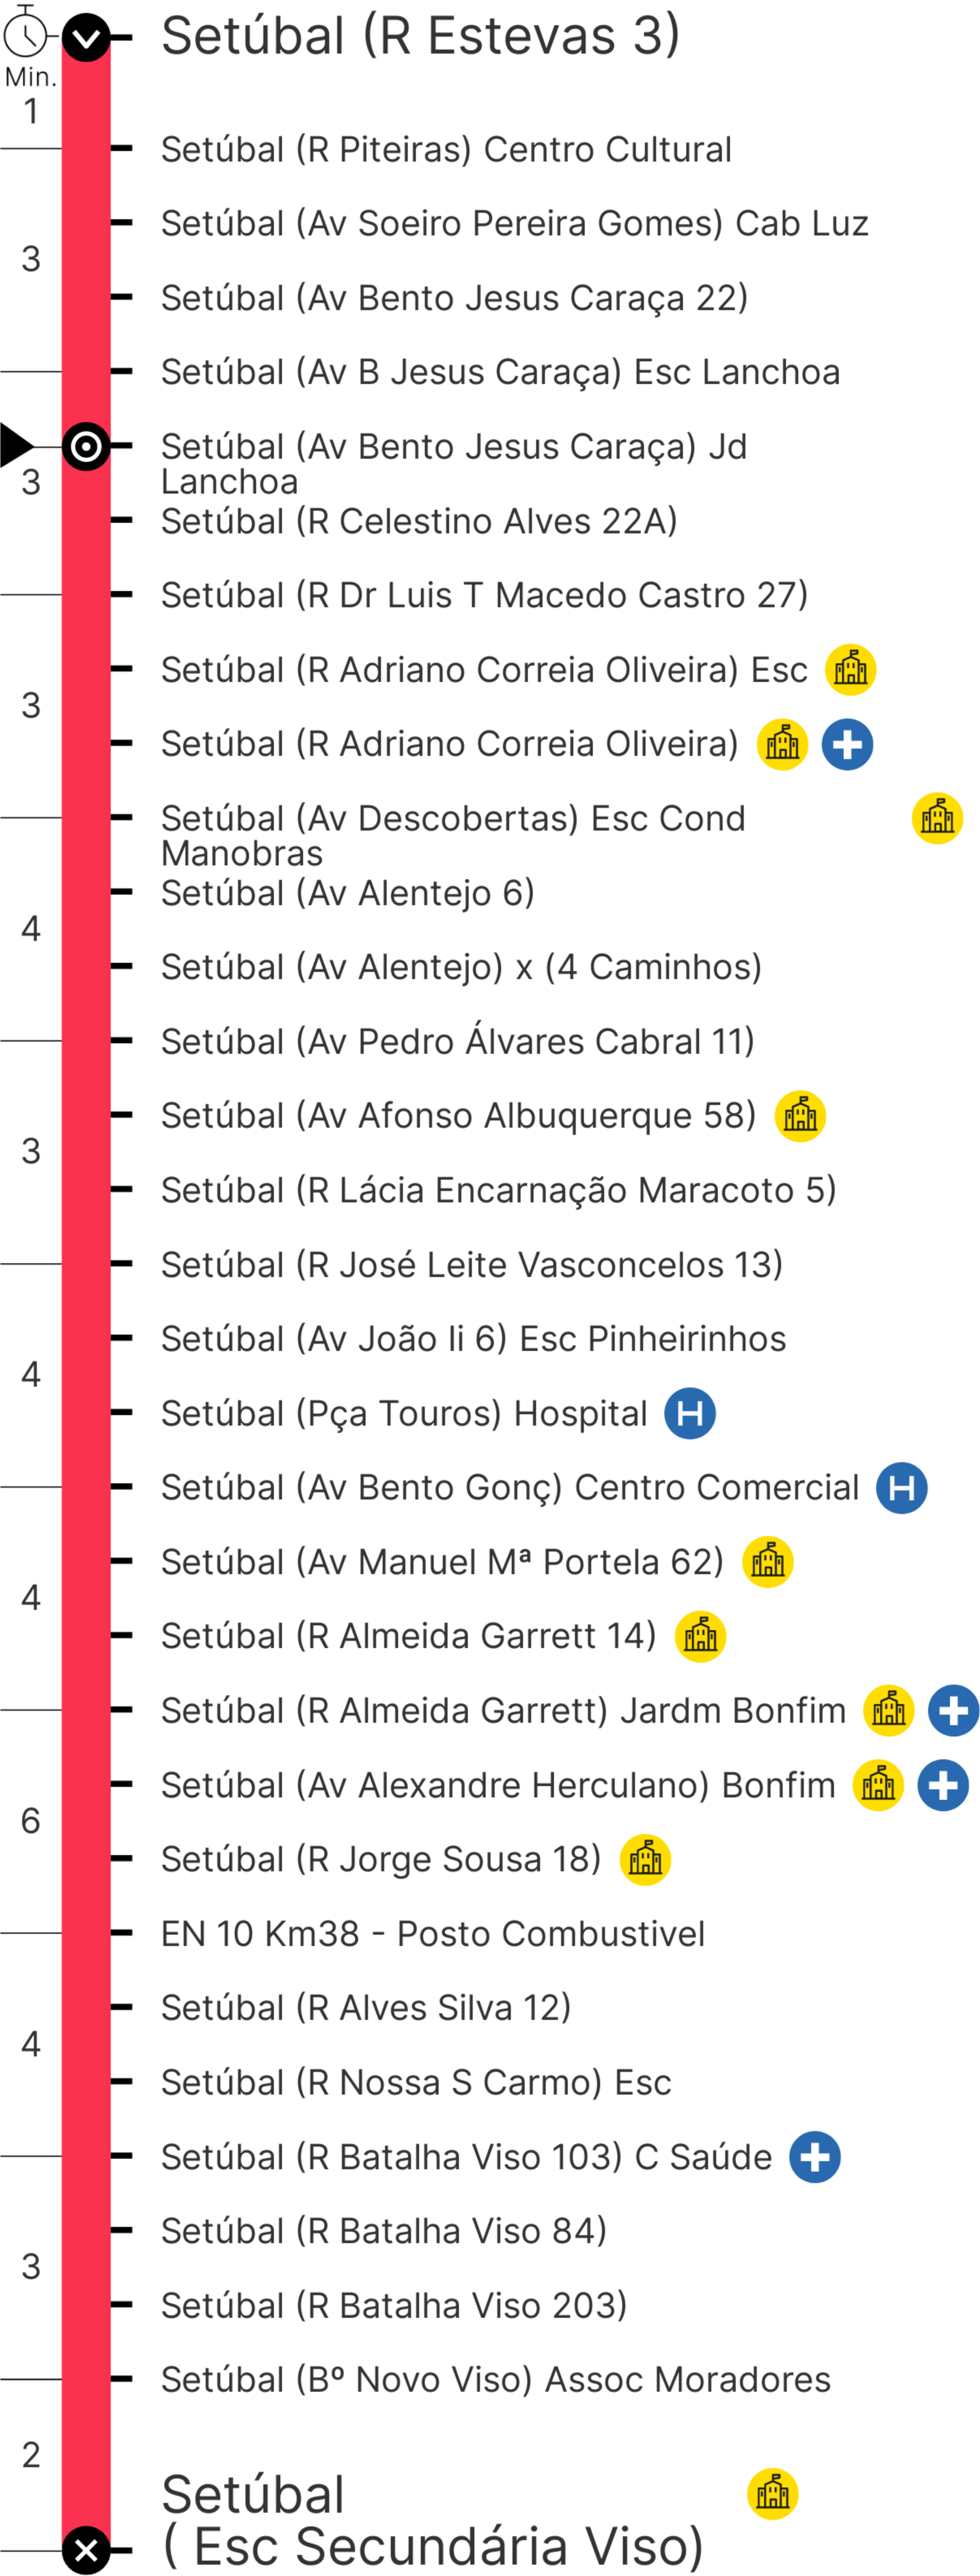 Setúbal (R Estevas 3)
Min.
1
Setúbal (R Piteiras) Centro Cultural
Setúbal (Av Soeiro Pereira Gomes) Cab Luz
3
Setúbal (Av Bento Jesus Caraça 22)
Setúbal (Av B Jesus Caraça) Esc Lanchoa
Setúbal (Av Bento Jesus Caraça) Jd
Lanchoa
3
Setúbal (R Celestino Alves 22A)
Setúbal (R Dr Luis T Macedo Castro 27)
Setúbal (R Adriano Correia Oliveira) Esc
3
Setúbal (R Adriano Correia Oliveira)
Setúbal (Av Descobertas) Esc Cond
Manobras
Setúbal (Av Alentejo 6)
4
Setúbal (Av Alentejo) x (4 Caminhos)
Setúbal (Av Pedro Álvares Cabral 11)
Setúbal (Av Afonso Albuquerque 58)
3
Setúbal (R Lácia Encarnação Maracoto 5)
Setúbal (R José Leite Vasconcelos 13)
Setúbal (Av João Ii 6) Esc Pinheirinhos
4
Setúbal (Pça Touros) Hospital H
Setúbal (Av Bento Gonç) Centro Comercial H
Setúbal (Av Manuel Mª Portela 62)
4
Setúbal (R Almeida Garrett 14)
Setúbal (R Almeida Garrett) Jardm Bonfim
Setúbal (Av Alexandre Herculano) Bonfim
6
Setúbal (R Jorge Sousa 18)
EN 10 Km38 - Posto Combustivel
Setúbal (R Alves Silva 12)
4
Setúbal (R Nossa S Carmo) Esc
Setúbal (R Batalha Viso 103) C Saúde
Setúbal (R Batalha Viso 84)
3
Setúbal (R Batalha Viso 203)
Setúbal (Bº Novo Viso) Assoc Moradores
2
Setúbal
( Esc Secundária Viso)